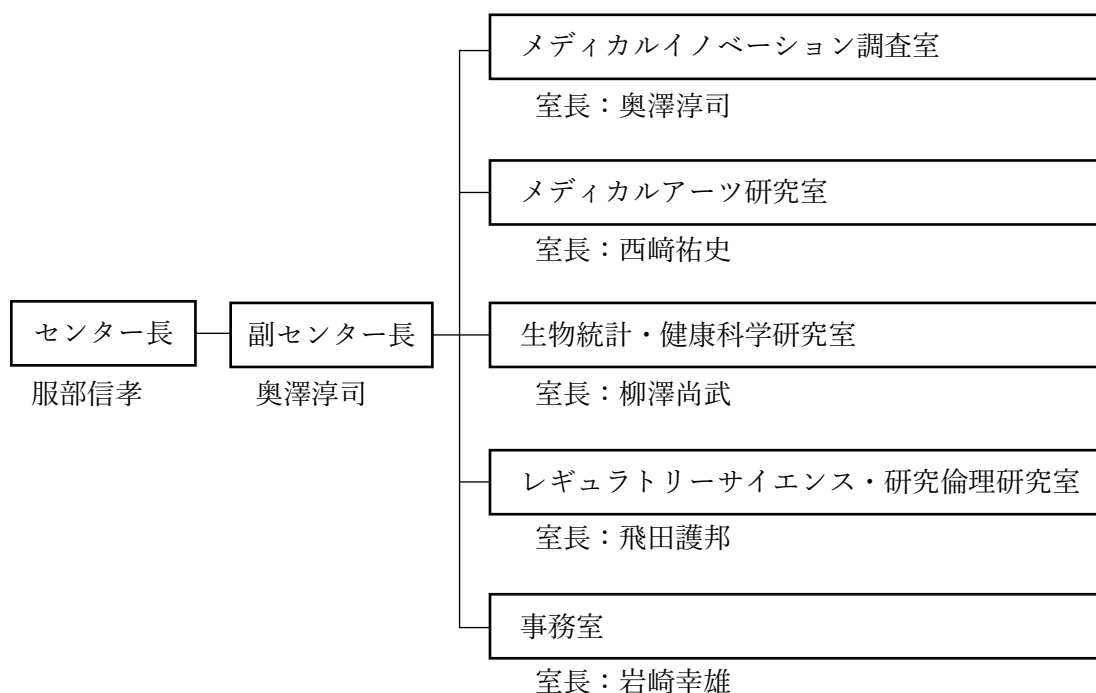 メディカルイノベーション調査室
室長：奥澤淳司
メディカルアーツ研究室
室長：西﨑祐史
センター長
服部信孝
副センター長
奥澤淳司
生物統計・健康科学研究室
室長：柳澤尚武
レギュラトリーサイエンス・研究倫理研究室
室長：飛田護邦
事務室
室長：岩崎幸雄